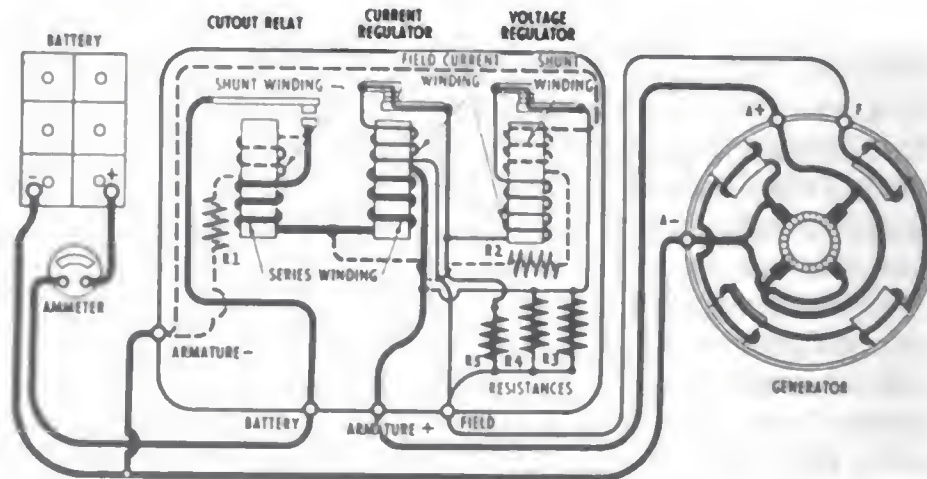 BATTERY
CUTOUT RELAY
CURRENT
REGULATOR
VOLTAGE
REGULATOR
FIELD CURRENT
SHUNT
SHUNT WINDING
WINDING
WINDING
A+
F
A-
-
+
R1
R2
SERIES WINDING
AMMETER
ARMATURE -
R5
R4
R3
RESISTANCES
GENERATOR
BATTERY
ARMATURE +
FIELD